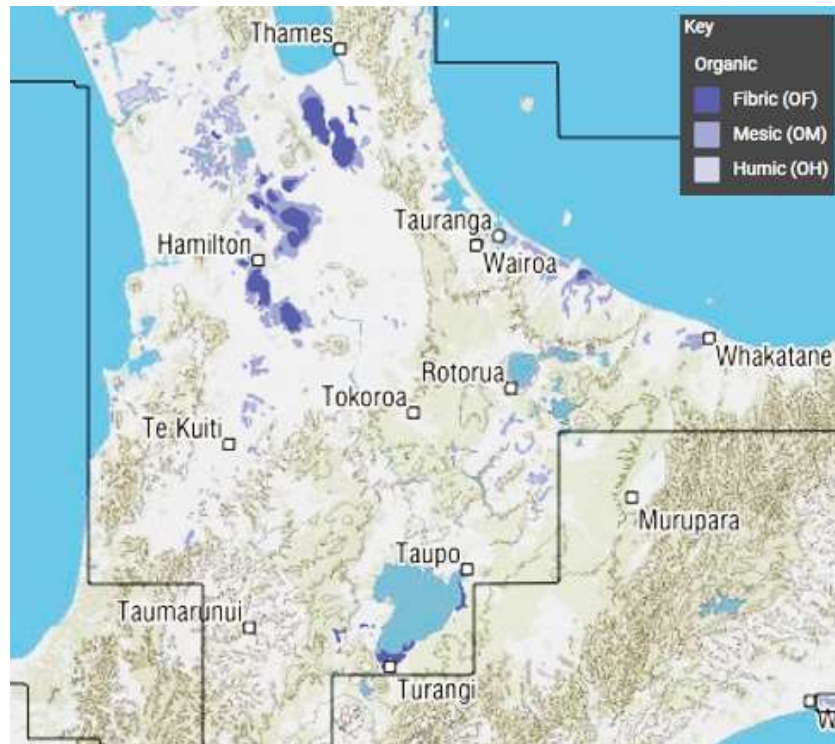 Key
Organic
Fibric (OF)
Mesic (OM)
Humic (OH)
Thames
Tauranga
Wairoa
Hamilton
Whakatane
Rotorua
Tokoroa
Te Kuiti
Murupara
Taupo
Taumarunui
Turangi